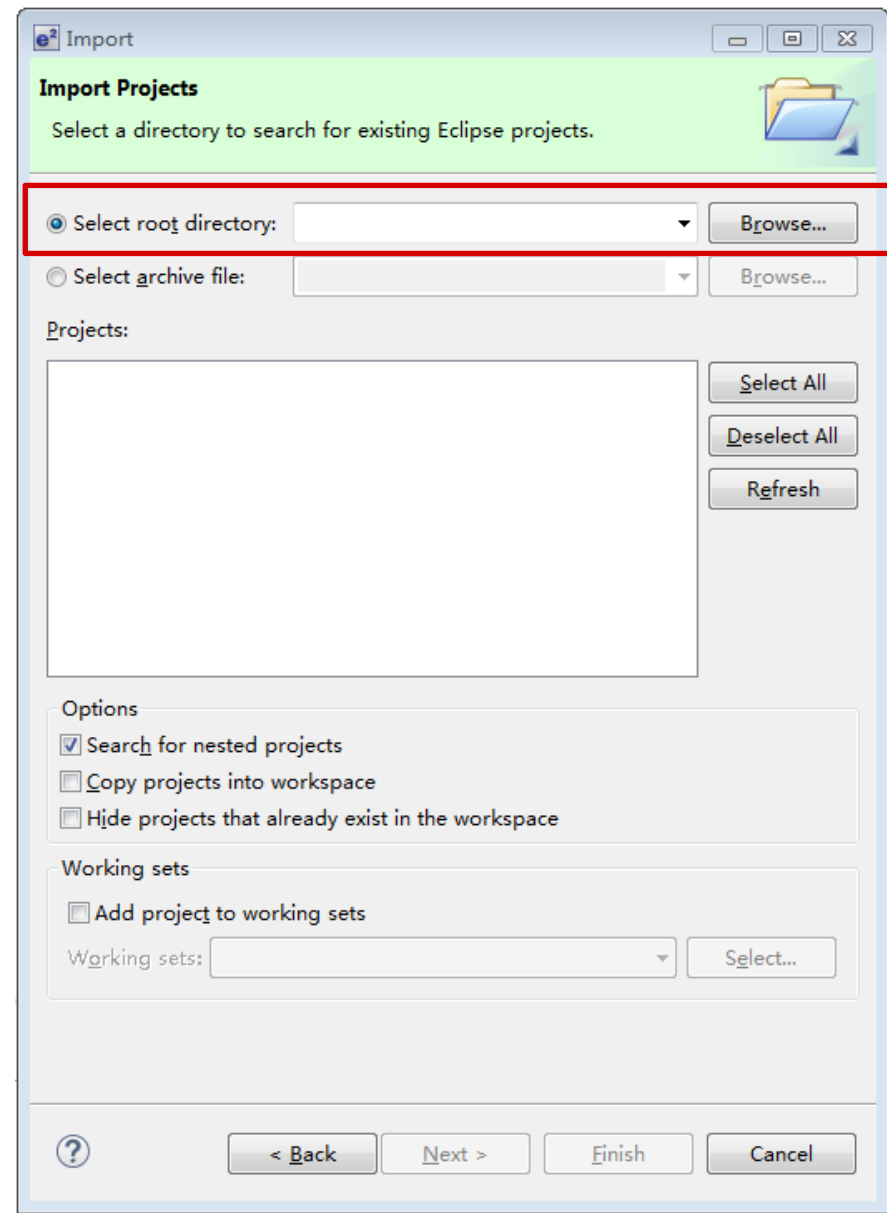 e² Import
Import Projects
Select a directory to search for existing Eclipse projects.
Select root directory: Browse...
Select archive file: Browse...
Projects:
Select All
Deselect All
Refresh
Options
Search for nested projects
Copy projects into workspace
Hide projects that already exist in the workspace
Working sets
Add project to working sets
Working sets: Select...
? < Back Next > Finish Cancel